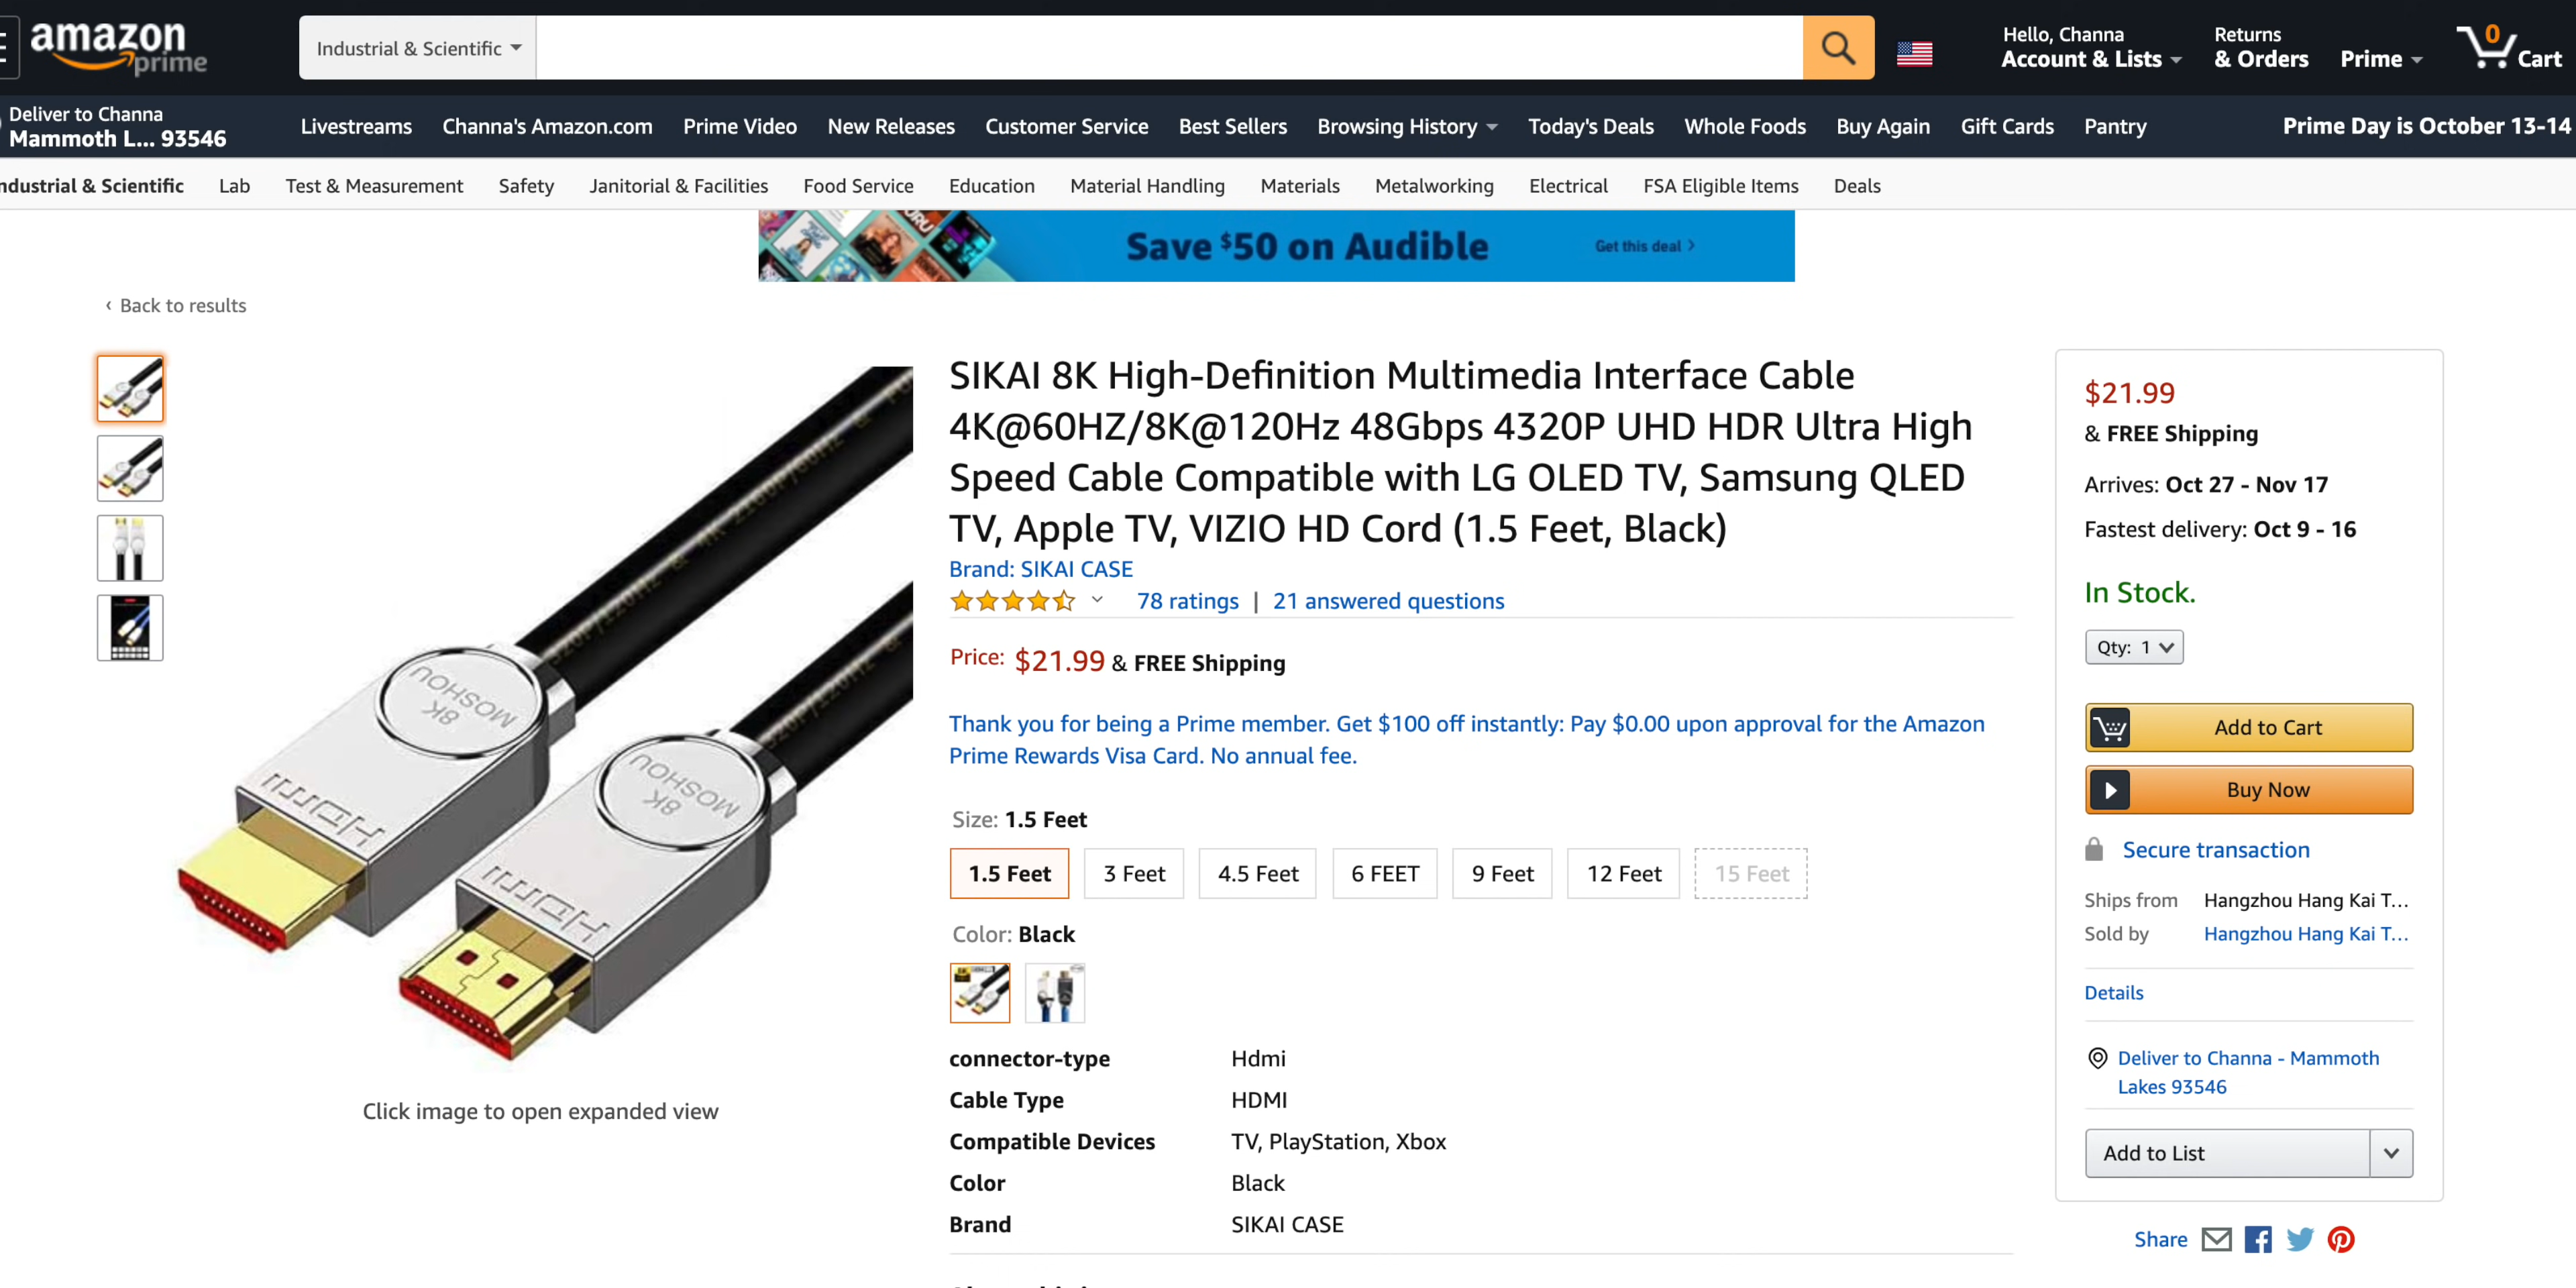 amazon prime
Industrial & Scientific
Hello, Channa
Account & Lists
Returns
& Orders
Prime
0
Cart
Deliver to Channa
Mammoth L... 93546
Livestreams
Channa's Amazon.com
Prime Video
New Releases
Customer Service
Best Sellers
Browsing History
Today's Deals
Whole Foods
Buy Again
Gift Cards
Pantry
Prime Day is October 13-14
ndustrial & Scientific
Lab
Test & Measurement
Safety
Janitorial & Facilities
Food Service
Education
Material Handling
Materials
Metalworking
Electrical
FSA Eligible Items
Deals
Save $50 on Audible
Get this deal >
‹ Back to results
4K 2160P/60Hz &
MOSHOU
8K
HDMI
MOSHOU
8K
HDMI
Click image to open expanded view
SIKAI 8K High-Definition Multimedia Interface Cable
4K@60HZ/8K@120Hz 48Gbps 4320P UHD HDR Ultra High
Speed Cable Compatible with LG OLED TV, Samsung QLED
TV, Apple TV, VIZIO HD Cord (1.5 Feet, Black)
Brand: SIKAI CASE
78 ratings | 21 answered questions
Price: $21.99 & FREE Shipping
Thank you for being a Prime member. Get $100 off instantly: Pay $0.00 upon approval for the Amazon
Prime Rewards Visa Card. No annual fee.
Size: 1.5 Feet
1.5 Feet
3 Feet
4.5 Feet
6 FEET
9 Feet
12 Feet
15 Feet
Color: Black
connector-type Hdmi
Cable Type HDMI
Compatible Devices TV, PlayStation, Xbox
Color Black
Brand SIKAI CASE
$21.99
& FREE Shipping
Arrives: Oct 27 - Nov 17
Fastest delivery: Oct 9 - 16
In Stock.
Qty: 1
Add to Cart
Buy Now
Secure transaction
Ships from Hangzhou Hang Kai T...
Sold by Hangzhou Hang Kai T...
Details
Deliver to Channa - Mammoth
Lakes 93546
Add to List
Share